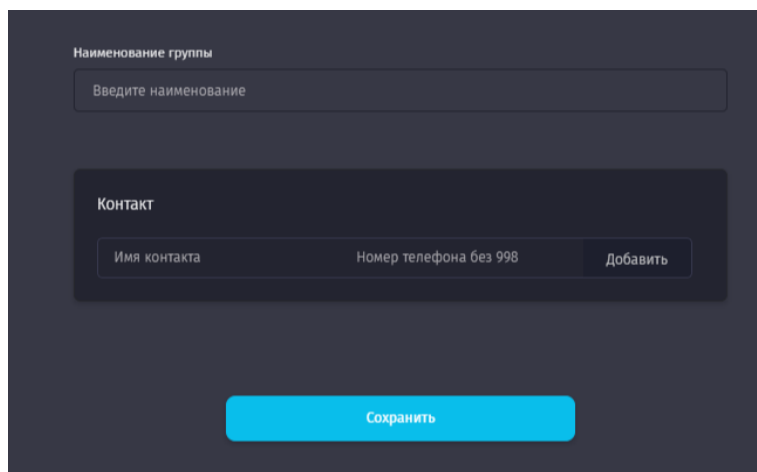 Наименование группы
Введите наименование
Контакт
Имя контакта Номер телефона без 998 Добавить
Сохранить